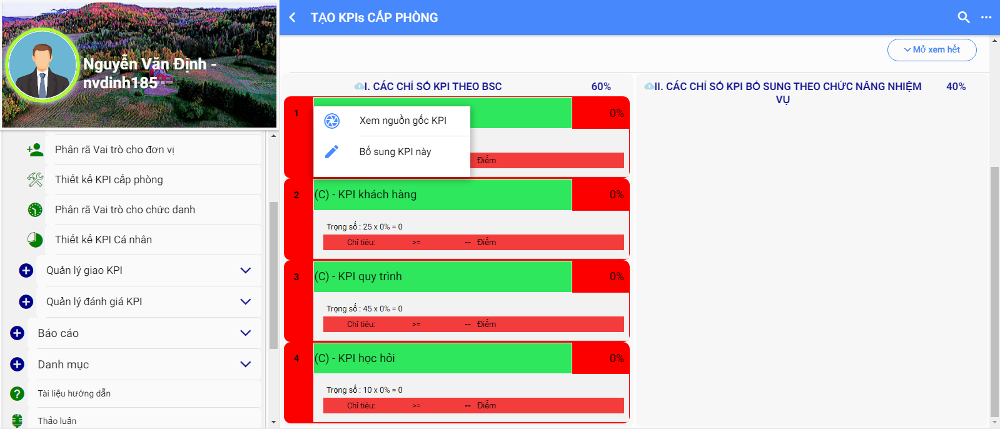 Nguyễn Văn Định -
nvdinh185
Phân rã Vai trò cho đơn vị
Thiết kế KPI cấp phòng
Phân rã Vai trò cho chức danh
Thiết kế KPI Cá nhân
Quản lý giao KPI
Quản lý đánh giá KPI
Báo cáo
Danh mục
Tài liệu hướng dẫn
Thảo luận
TẠO KPIs CẤP PHÒNG
Mở xem hết
I. CÁC CHỈ SỐ KPI THEO BSC 60%
1 0%
Xem nguồn gốc KPI
Bổ sung KPI này
Điểm
2 (C) - KPI khách hàng 0%
Trọng số : 25 x 0% = 0
Chỉ tiêu: >= -- Điểm
3 (C) - KPI quy trình 0%
Trọng số : 45 x 0% = 0
Chỉ tiêu: >= -- Điểm
4 (C) - KPI học hỏi 0%
Trọng số : 10 x 0% = 0
Chỉ tiêu: >= -- Điểm
II. CÁC CHỈ SỐ KPI BỔ SUNG THEO CHỨC NĂNG NHIỆM 40%
VỤ